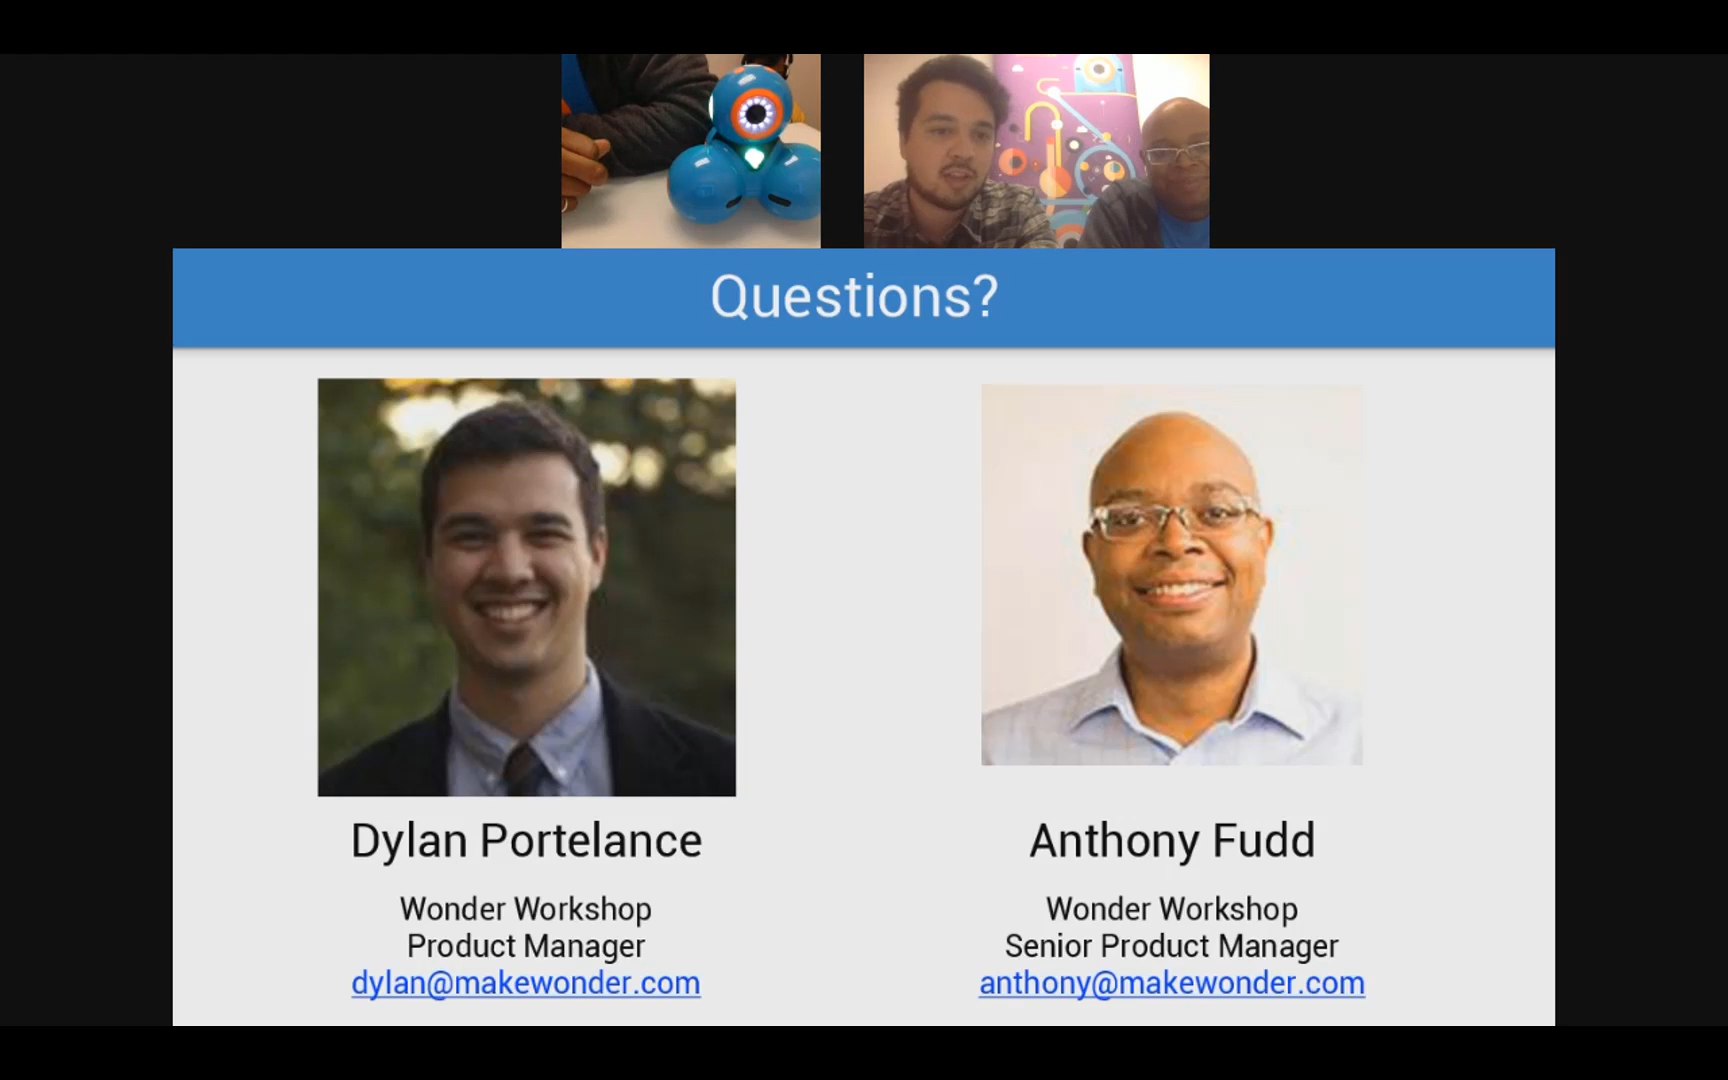 Questions?
Dylan Portelance
Wonder Workshop
Product Manager
dylan@makewonder.com
Anthony Fudd
Wonder Workshop
Senior Product Manager
anthony@makewonder.com